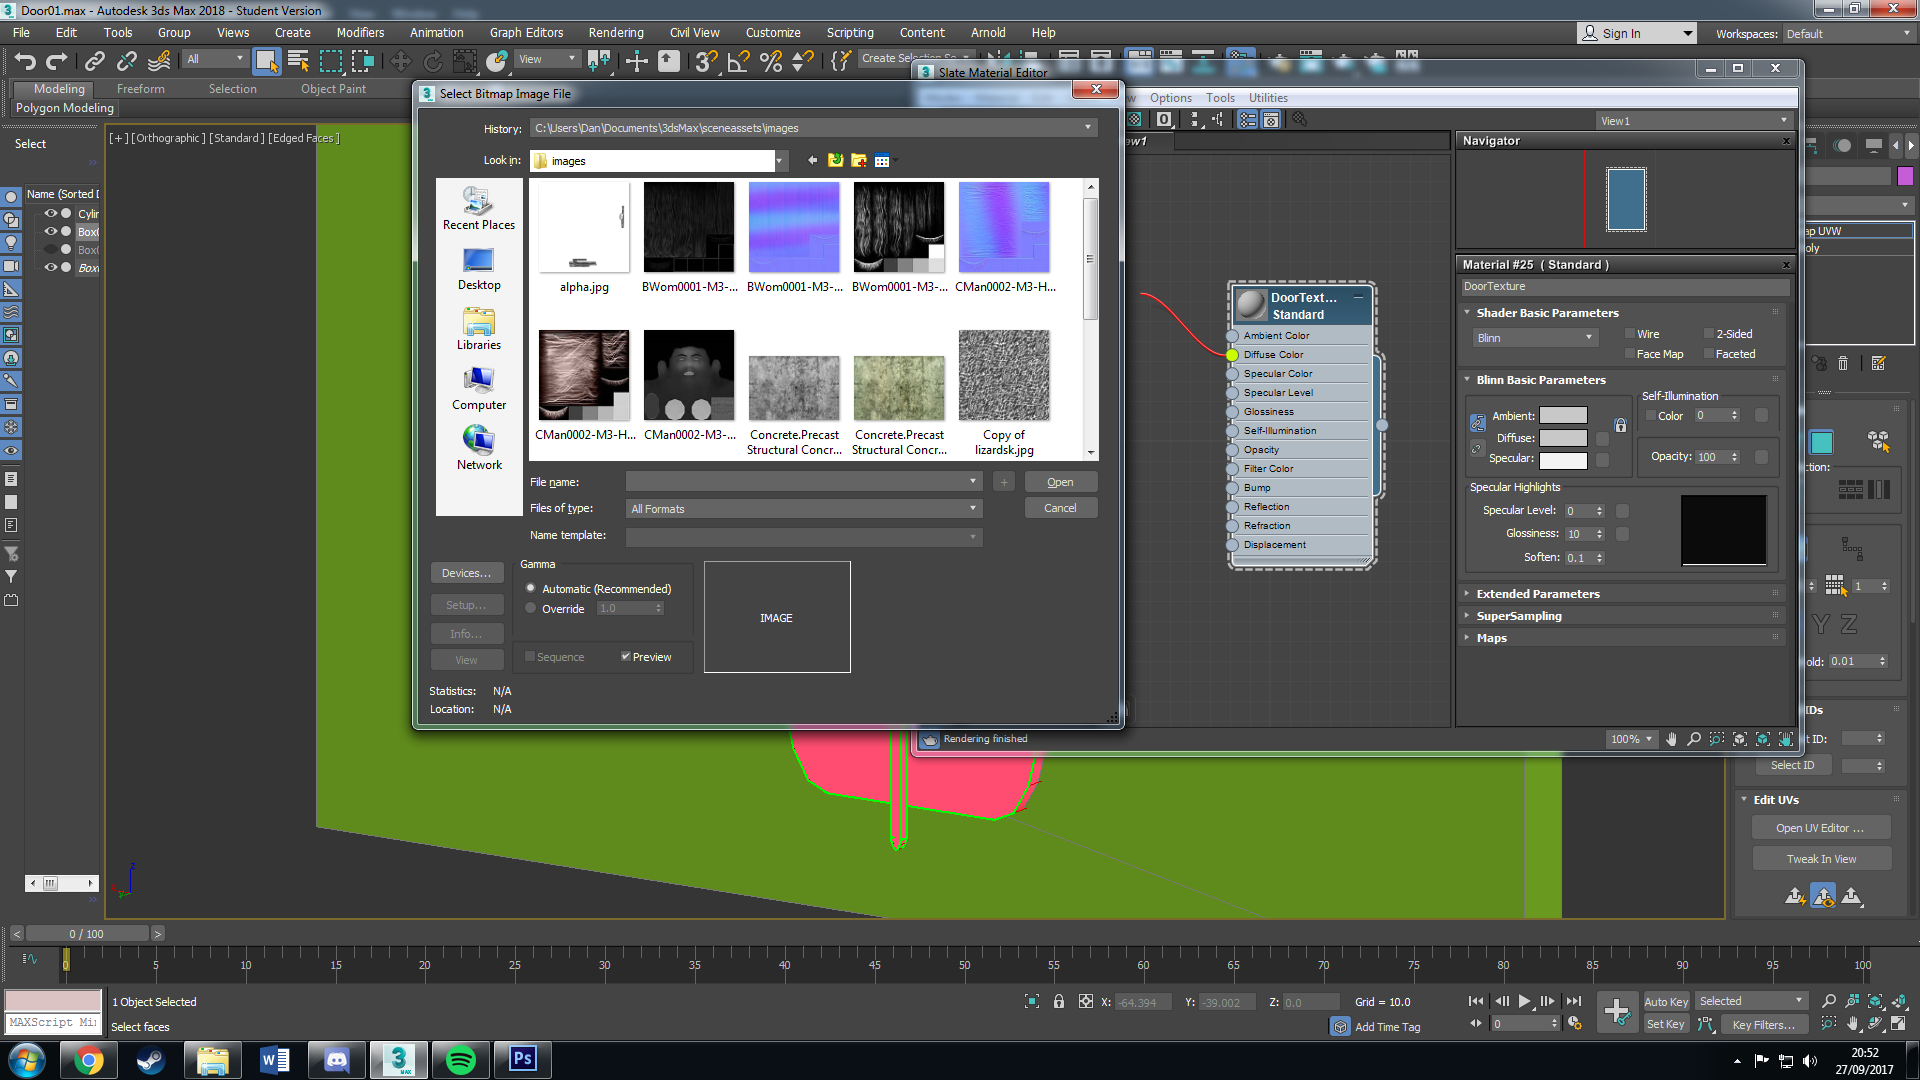 Door01.max - Autodesk 3ds Max 2018 - Student Version
File Edit Tools Group Views Create Modifiers Animation Graph Editors Rendering Civil View Customize Scripting Content Arnold Help
Sign In
Workspaces: Default
All
View
Create Selection Se
Modeling Freeform Selection Object Paint
Polygon Modeling
[+] [Orthographic] [Standard] [Edged Faces]
Select
Name (Sorted D
Cylin
Box0
Box0
Box0
Select Bitmap Image File
History: C:\Users\Dan\Documents\3dsMax\sceneassets\images
Look in: images
Recent Places
Desktop
Libraries
Computer
Network
alpha.jpg
BWom0001-M3-...
BWom0001-M3-...
BWom0001-M3-...
CMan0002-M3-H...
CMan0002-M3-H...
CMan0002-M3-...
Concrete.Precast Structural Concr...
Concrete.Precast Structural Concr...
Copy of lizardsk.jpg
File name:
Open
Files of type: All Formats
Cancel
Name template:
Devices...
Setup...
Info...
View
Gamma
Automatic (Recommended)
Override 1.0
Sequence
Preview
IMAGE
Statistics: N/A
Location: N/A
Slate Material Editor
Options Tools Utilities
View1
Navigator
DoorText...
Standard
Ambient Color
Diffuse Color
Specular Color
Specular Level
Glossiness
Self-Illumination
Opacity
Filter Color
Bump
Reflection
Refraction
Displacement
Material #25 ( Standard )
DoorTexture
Shader Basic Parameters
Blinn
Wire
2-Sided
Face Map
Faceted
Blinn Basic Parameters
Self-Illumination
Ambient:
Color 0
Diffuse:
Specular:
Opacity: 100
Specular Highlights
Specular Level: 0
Glossiness: 10
Soften: 0.1
Extended Parameters
SuperSampling
Maps
Rendering finished
100%
ap UVW
oly
ction:
1
old: 0.01
IDs
t ID:
Select ID
Edit UVs
Open UV Editor ...
Tweak In View
0 / 100
0 5 10 15 20 25 30 35 40 45 50 55 60 65 70 75 80 85 90 95 100
1 Object Selected
MAXScript Mi
Select faces
X: -64.394
Y: -39.002
Z: 0.0
Grid = 10.0
Add Time Tag
0
Auto Key
Selected
Set Key
Key Filters...
20:52
27/09/2017